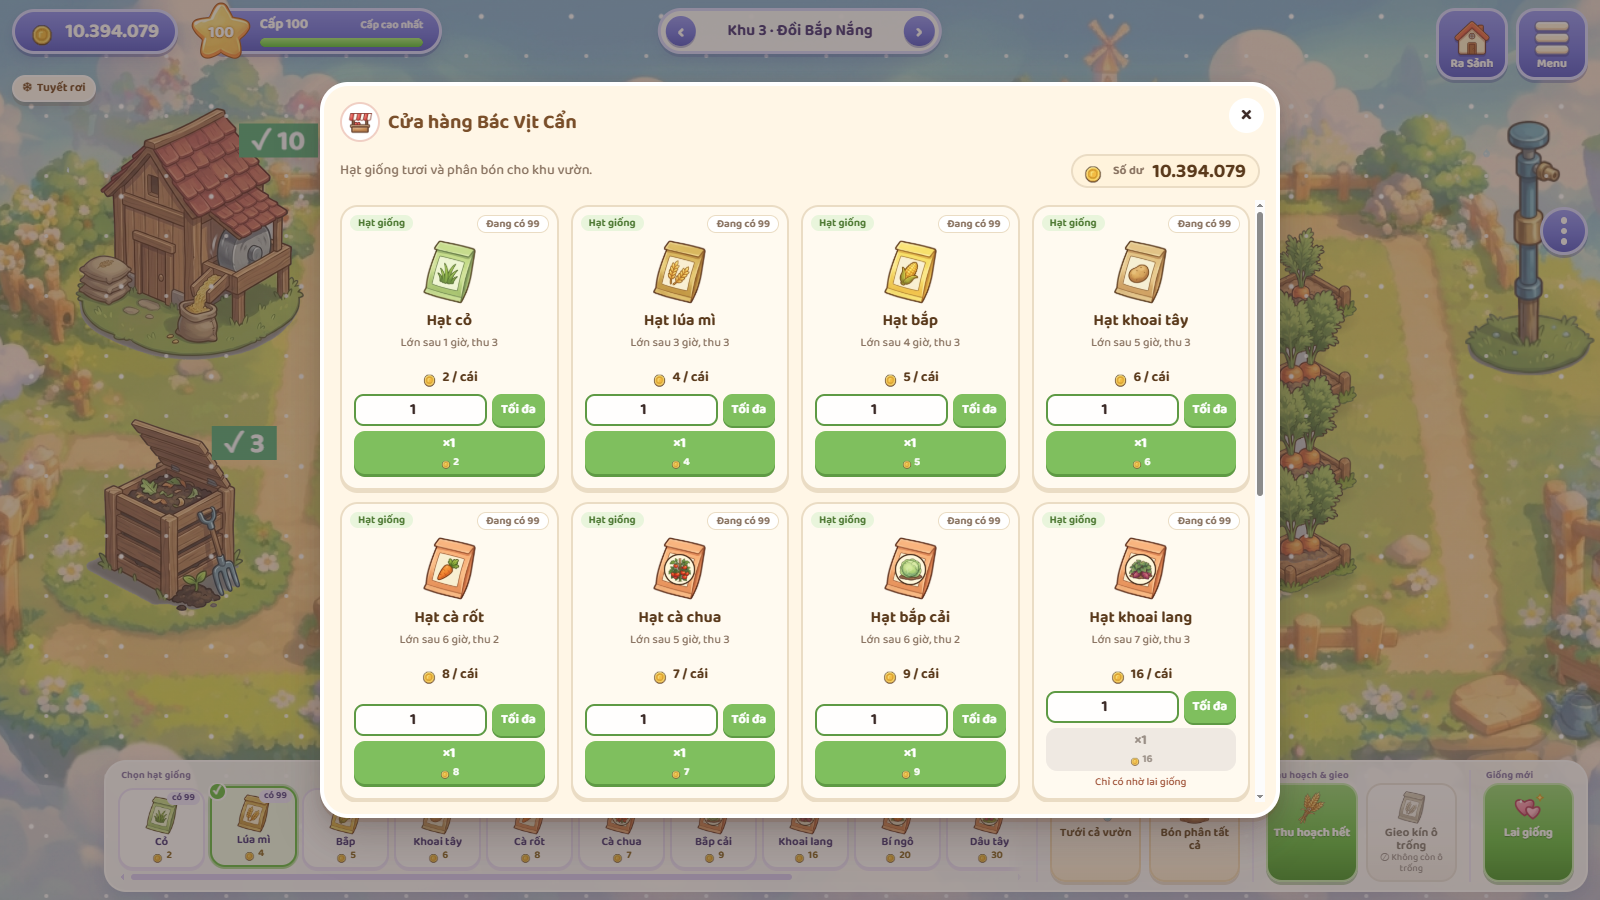 10.394.079
100
Cấp 100
Cấp cao nhất
‹
Khu 3 · Đồi Bắp Nắng
›
Ra Sảnh
Menu
❄ Tuyết rơi
✓10
✓3
Cửa hàng Bác Vịt Cần
×
Hạt giống tươi và phân bón cho khu vườn.
Số dư 10.394.079
Hạt giống
Đang có 99
Hạt cỏ
Lớn sau 1 giờ, thu 3
2 / cái
1
Tối đa
×1
2
Hạt giống
Đang có 99
Hạt lúa mì
Lớn sau 3 giờ, thu 3
4 / cái
1
Tối đa
×1
4
Hạt giống
Đang có 99
Hạt bắp
Lớn sau 4 giờ, thu 3
5 / cái
1
Tối đa
×1
5
Hạt giống
Đang có 99
Hạt khoai tây
Lớn sau 5 giờ, thu 3
6 / cái
1
Tối đa
×1
6
Hạt giống
Đang có 99
Hạt cà rốt
Lớn sau 6 giờ, thu 2
8 / cái
1
Tối đa
×1
8
Hạt giống
Đang có 99
Hạt cà chua
Lớn sau 5 giờ, thu 3
7 / cái
1
Tối đa
×1
7
Hạt giống
Đang có 99
Hạt bắp cải
Lớn sau 6 giờ, thu 2
9 / cái
1
Tối đa
×1
9
Hạt giống
Đang có 99
Hạt khoai lang
Lớn sau 7 giờ, thu 3
16 / cái
1
Tối đa
×1
16
Chỉ có nhờ lai giống
Chọn hạt giống
có 99
Cỏ
2
có 99
Lúa mì
4
Bắp
5
Khoai tây
6
Cà rốt
8
Cà chua
7
Bắp cải
9
Khoai lang
16
Bí ngô
20
Dâu tây
30
Tưới cả vườn
Bón phân tất
cả
hu hoạch & gieo
Thu hoạch hết
Gieo kín ô
trống
Không còn ô
trống
Giống mới
Lai giống